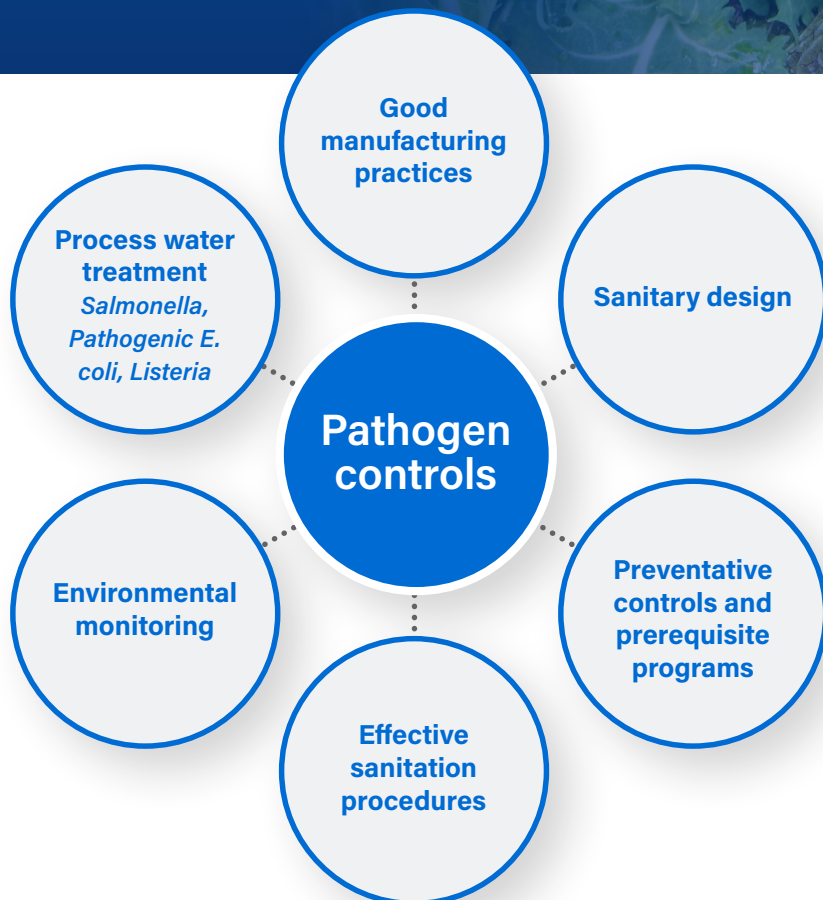 Good
manufacturing
practices
Process water
treatment
Salmonella,
Pathogenic E.
coli, Listeria
Sanitary design
Pathogen
controls
Environmental
monitoring
Preventative
controls and
prerequisite
programs
Effective
sanitation
procedures